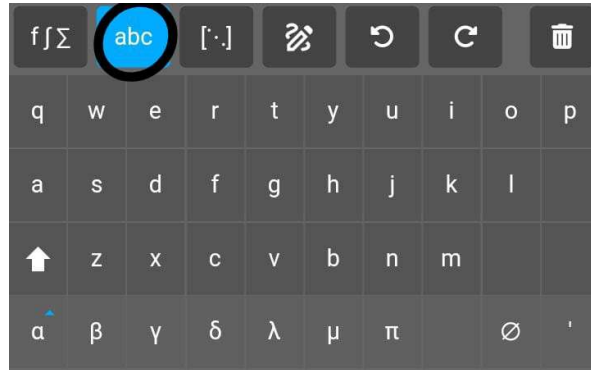 f∫Σ abc [⋱]
q w e r t y u i o p
a s d f g h j k l
z x c v b n m
α β γ δ λ μ π ∅ '